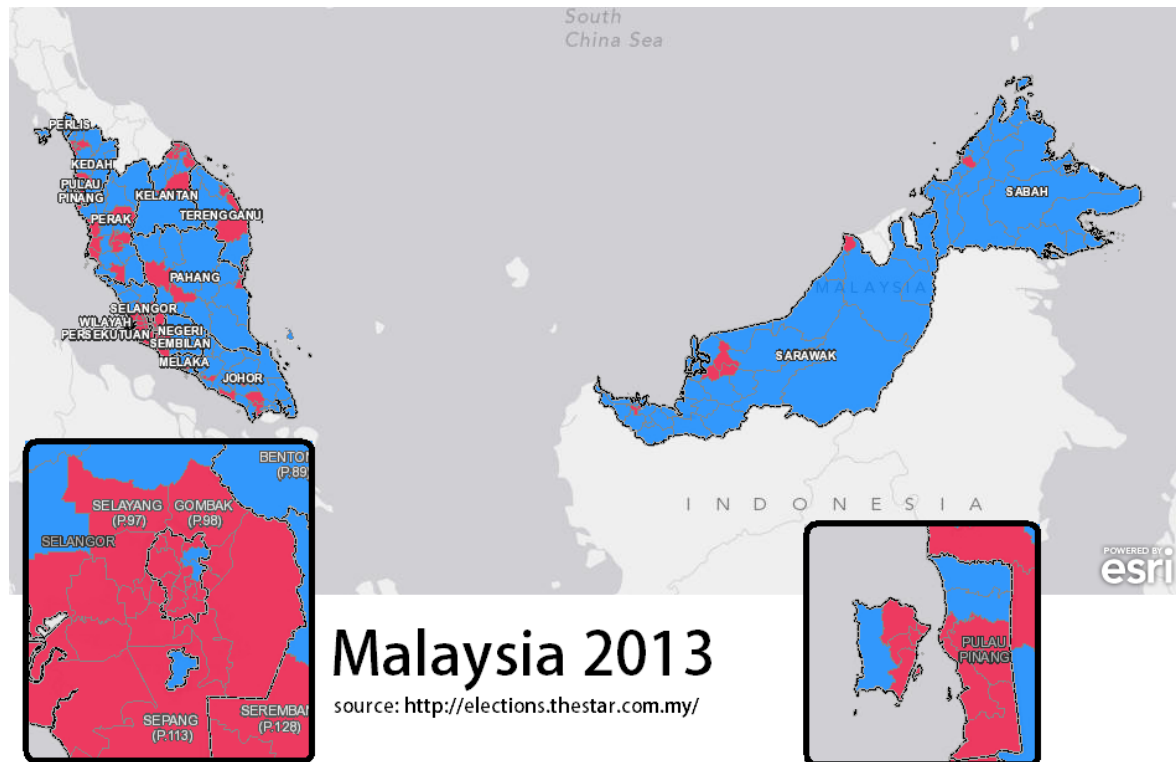 South
China Sea
PERLIS
KEDAH
PULAU
PINANG
KELANTAN
PERAK
TERENGGANU
PAHANG
SELANGOR
WILAYAH
PERSEKUTUAN
NEGERI
SEMBILAN
MELAKA
JOHOR
SABAH
MALAYSIA
SARAWAK
INDONESIA
POWERED BY
esri
BENTON
(P.89)
SELAYANG
(P.97)
GOMBAK
(P.98)
SELANGOR
SEPANG
(P.113)
SEREMBAN
(P.128)
PULAU
PINANG
Malaysia 2013
source: http://elections.thestar.com.my/